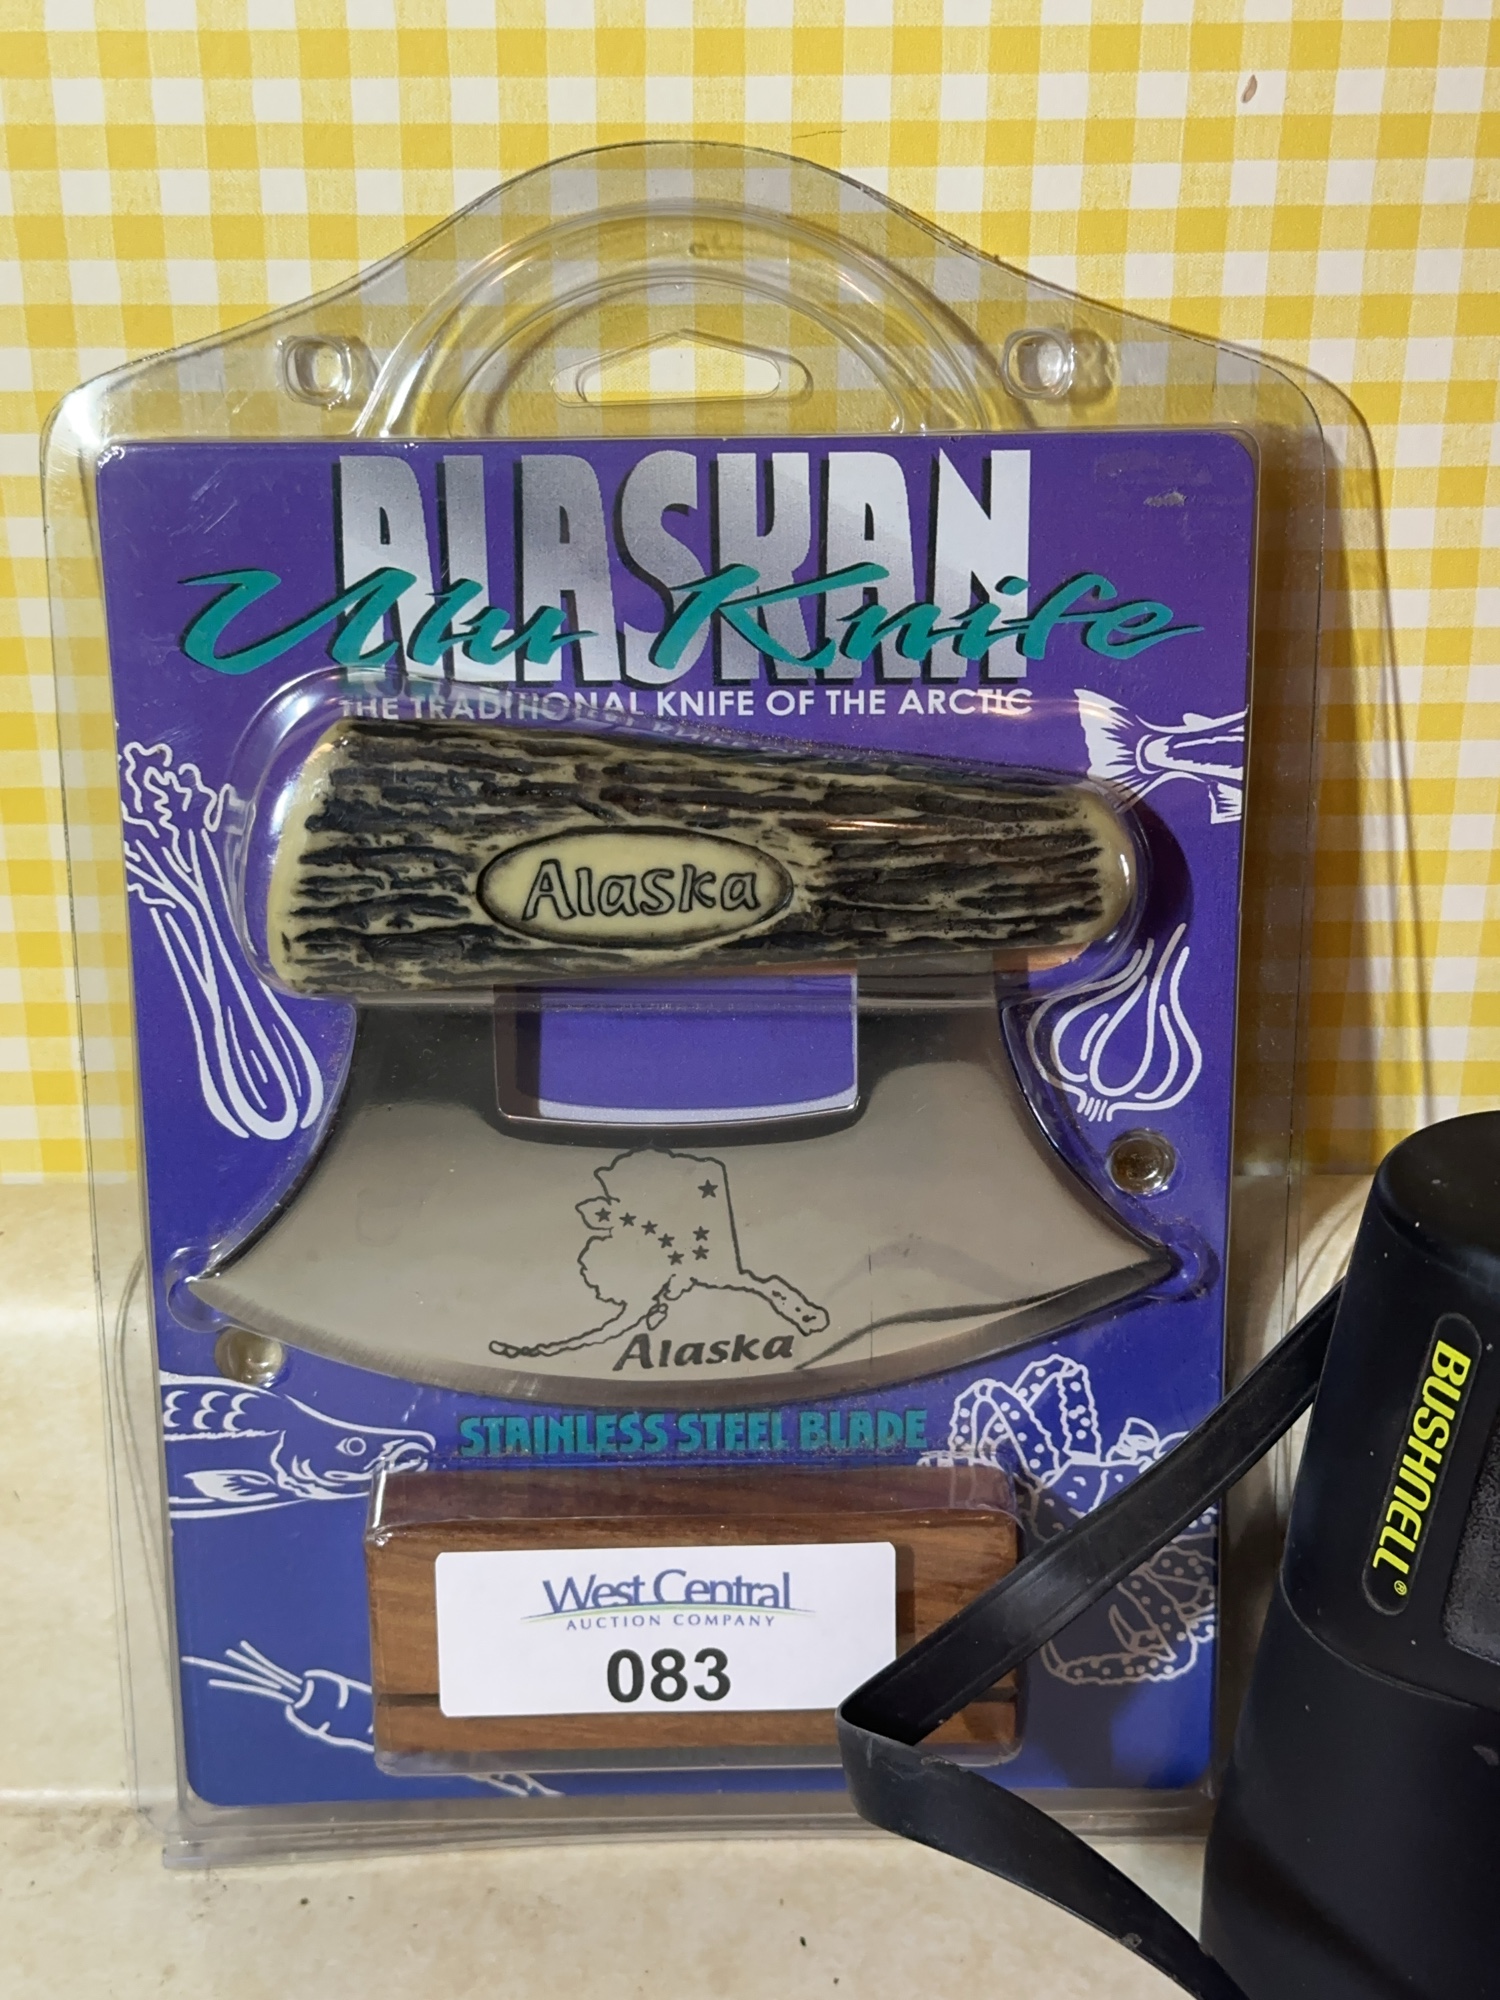 ALASKAN
Ulu Knife
THE TRADITIONAL KNIFE OF THE ARCTIC
Alaska
Alaska
STAINLESS STEEL BLADE
West Central
AUCTION COMPANY
083
BUSHNELL®